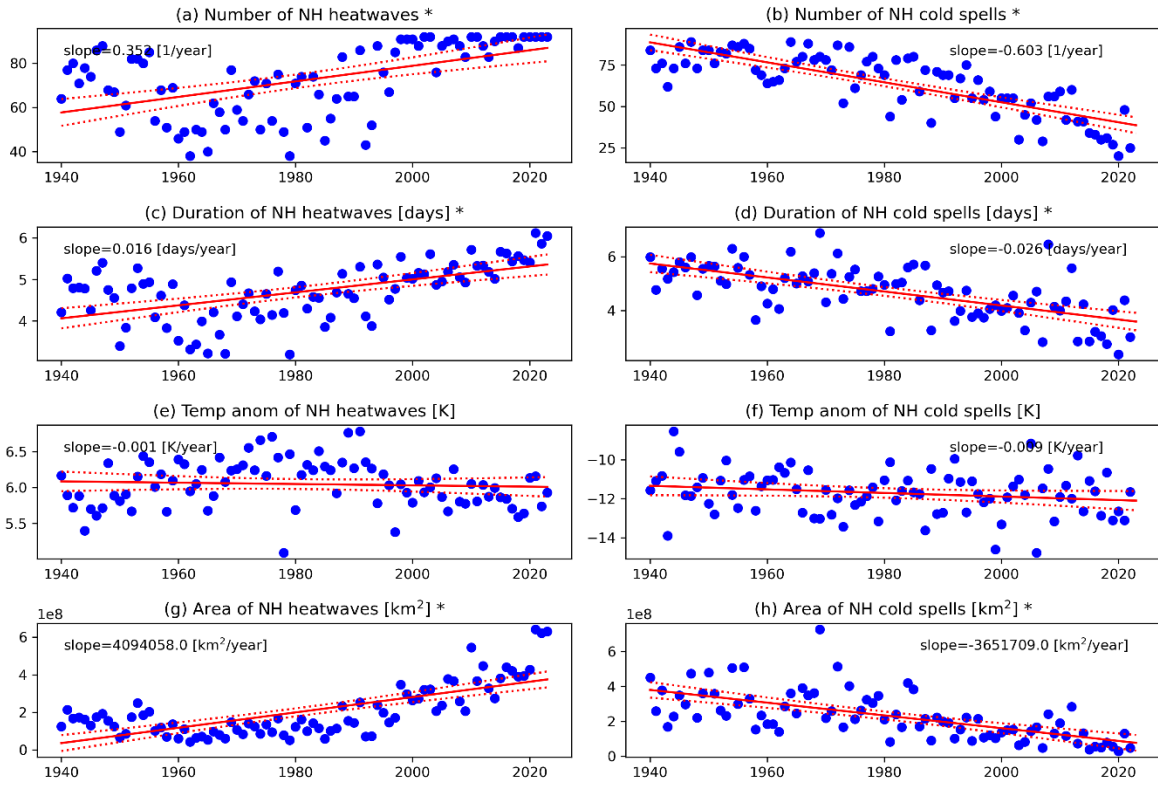 (a) Number of NH heatwaves *
slope=0.352 [1/year]
80
60
40
1940 1960 1980 2000 2020
(b) Number of NH cold spells *
slope=-0.603 [1/year]
75
50
25
1940 1960 1980 2000 2020
(c) Duration of NH heatwaves [days] *
slope=0.016 [days/year]
6
5
4
1940 1960 1980 2000 2020
(d) Duration of NH cold spells [days] *
slope=-0.026 [days/year]
6
4
1940 1960 1980 2000 2020
(e) Temp anom of NH heatwaves [K]
slope=-0.001 [K/year]
6.5
6.0
5.5
1940 1960 1980 2000 2020
(f) Temp anom of NH cold spells [K]
slope=-0.009 [K/year]
−10
−12
−14
1940 1960 1980 2000 2020
1e8
(g) Area of NH heatwaves [km²] *
slope=4094058.0 [km²/year]
6
4
2
0
1940 1960 1980 2000 2020
1e8
(h) Area of NH cold spells [km²] *
slope=-3651709.0 [km²/year]
6
4
2
0
1940 1960 1980 2000 2020